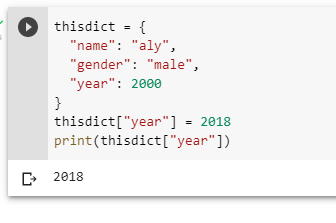 thisdict = {
  "name": "aly",
  "gender": "male",
  "year": 2000
}
thisdict["year"] = 2018
print(thisdict["year"])
2018